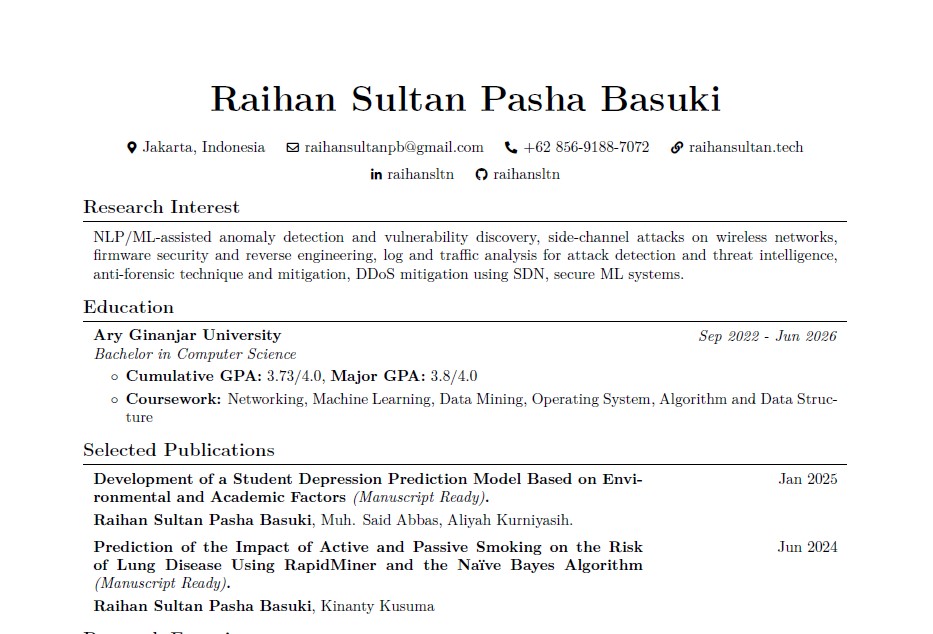 Raihan Sultan Pasha Basuki
Jakarta, Indonesia raihansultanpb@gmail.com +62 856-9188-7072 raihansultan.tech
raihansltn raihansltn
Research Interest
NLP/ML-assisted anomaly detection and vulnerability discovery, side-channel attacks on wireless networks,
firmware security and reverse engineering, log and traffic analysis for attack detection and threat intelligence,
anti-forensic technique and mitigation, DDoS mitigation using SDN, secure ML systems.
Education
Ary Ginanjar University Sep 2022 - Jun 2026
Bachelor in Computer Science
Cumulative GPA: 3.73/4.0, Major GPA: 3.8/4.0
Coursework: Networking, Machine Learning, Data Mining, Operating System, Algorithm and Data Struc-
ture
Selected Publications
Development of a Student Depression Prediction Model Based on Envi- Jan 2025
ronmental and Academic Factors (Manuscript Ready).
Raihan Sultan Pasha Basuki, Muh. Said Abbas, Aliyah Kurniyasih.
Prediction of the Impact of Active and Passive Smoking on the Risk Jun 2024
of Lung Disease Using RapidMiner and the Naïve Bayes Algorithm
(Manuscript Ready).
Raihan Sultan Pasha Basuki, Kinanty Kusuma